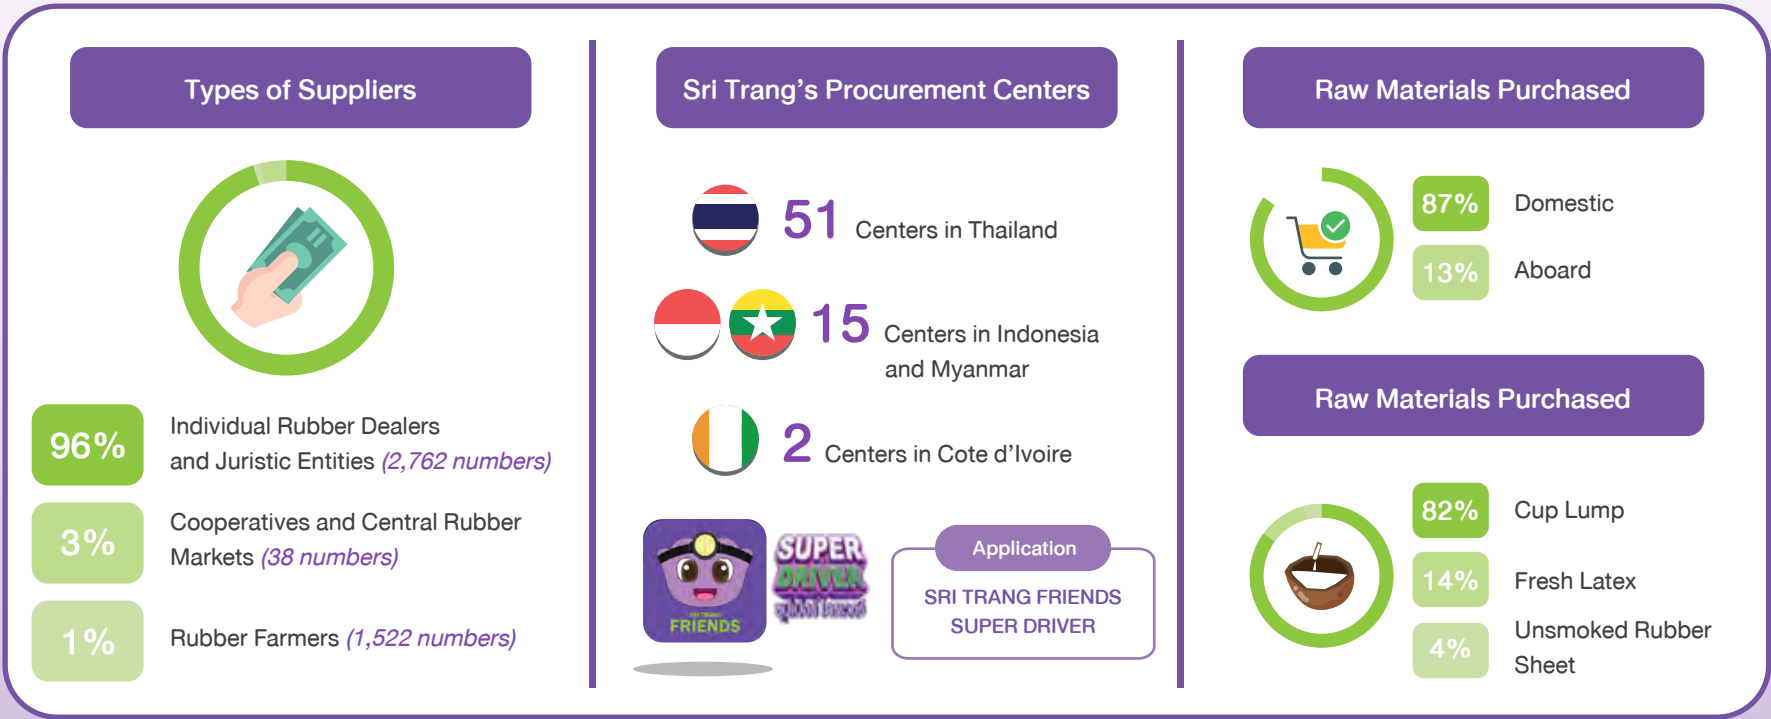 Types of Suppliers
96%
Individual Rubber Dealers
and Juristic Entities (2,762 numbers)
3%
Cooperatives and Central Rubber
Markets (38 numbers)
1%
Rubber Farmers (1,522 numbers)
Sri Trang's Procurement Centers
51 Centers in Thailand
15 Centers in Indonesia
and Myanmar
2 Centers in Cote d'Ivoire
SRI TRANG
FRIENDS
SUPER
DRIVER
Application
SRI TRANG FRIENDS
SUPER DRIVER
Raw Materials Purchased
87% Domestic
13% Aboard
Raw Materials Purchased
82% Cup Lump
14% Fresh Latex
4% Unsmoked Rubber
Sheet